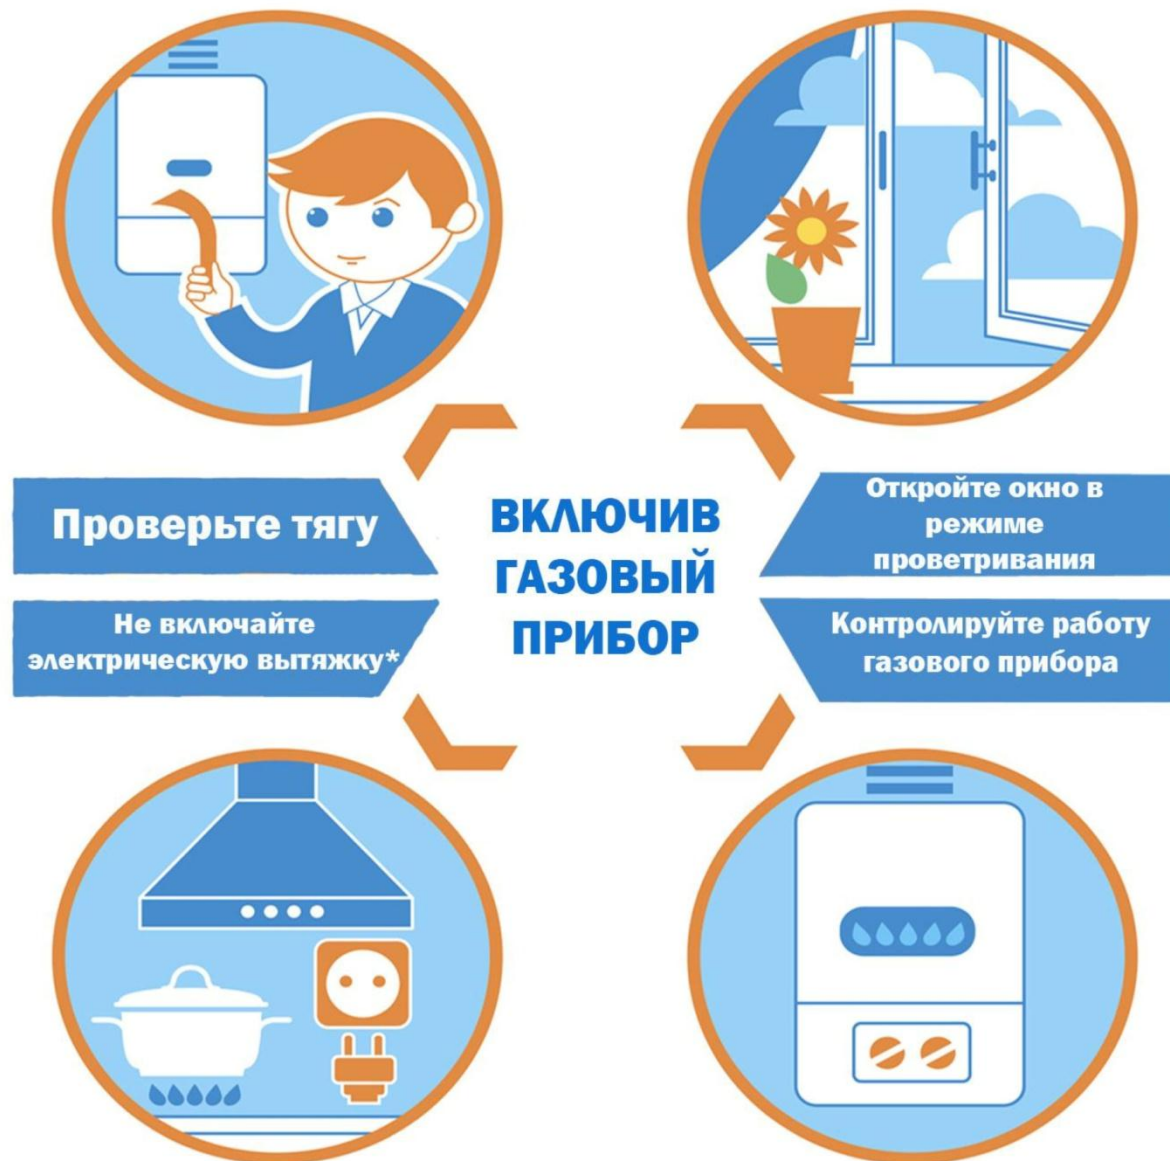 Проверьте тягу
Не включайте
электрическую вытяжку*
ВКЛЮЧИВ
ГАЗОВЫЙ
ПРИБОР
Откройте окно в
режиме
проветривания
Контролируйте работу
газового прибора